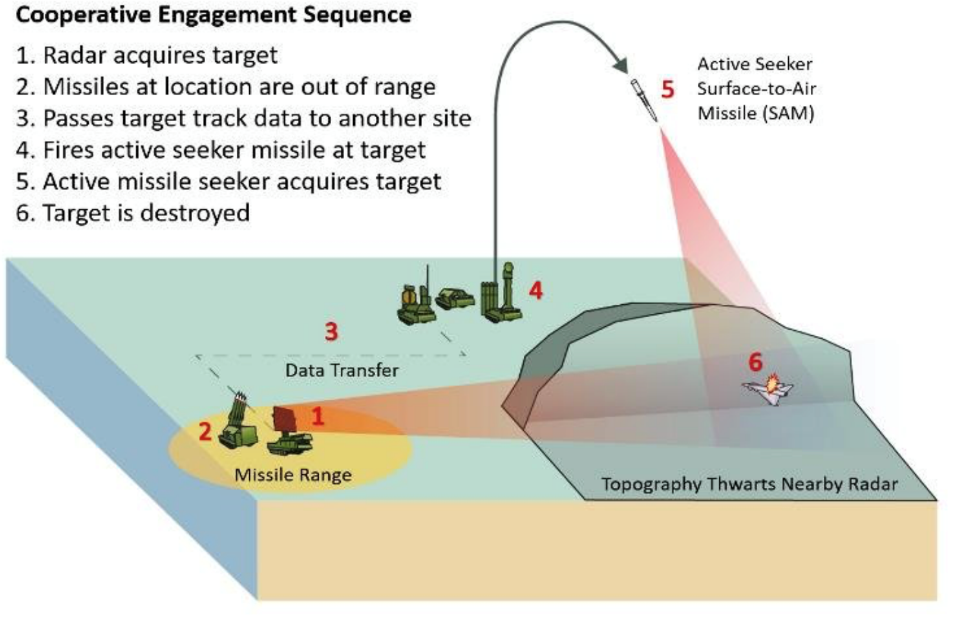 Cooperative Engagement Sequence
1. Radar acquires target
2. Missiles at location are out of range
3. Passes target track data to another site
4. Fires active seeker missile at target
5. Active missile seeker acquires target
6. Target is destroyed
5
Active Seeker
Surface-to-Air
Missile (SAM)
4
3
Data Transfer
6
2
1
Missile Range
Topography Thwarts Nearby Radar